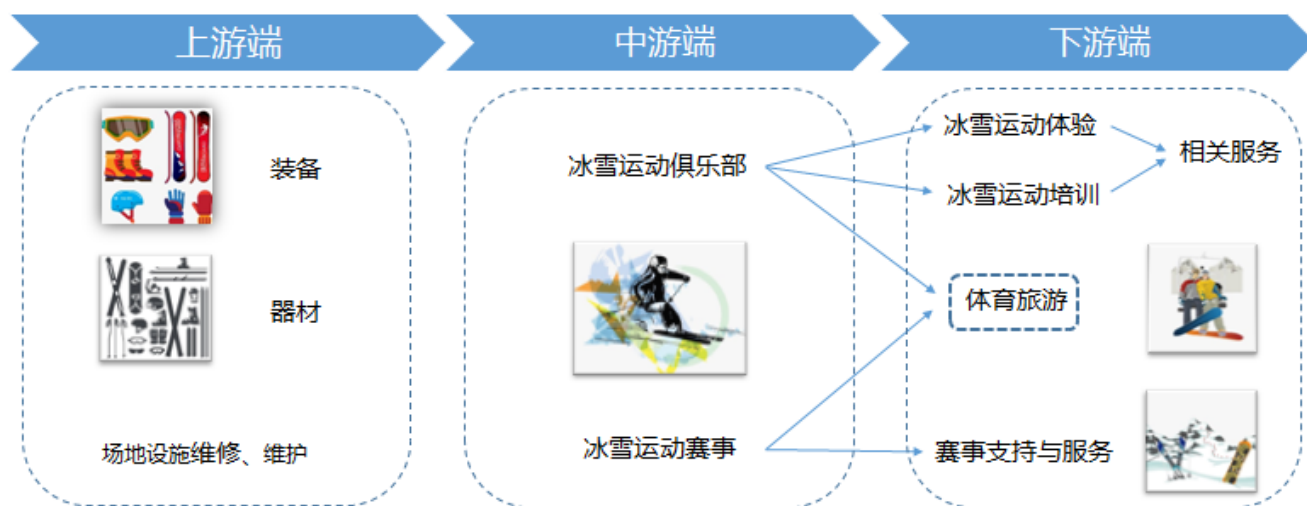 上游端
中游端
下游端
装备
器材
场地设施维修、维护
冰雪运动俱乐部
冰雪运动赛事
冰雪运动体验
冰雪运动培训
相关服务
体育旅游
赛事支持与服务